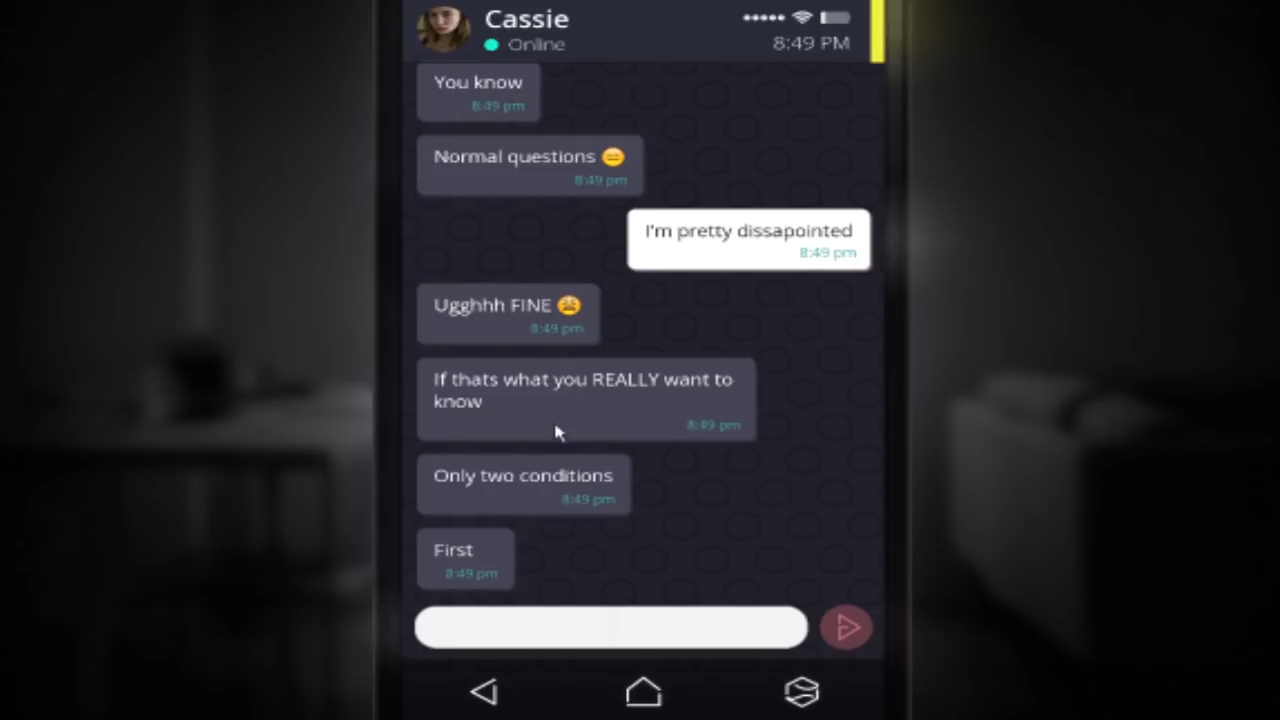 Cassie
Online
8:49 PM
You know
8:49 pm
Normal questions 😑
8:49 pm
I'm pretty dissapointed
8:49 pm
Ugghhh FINE 😩
8:49 pm
If thats what you REALLY want to
know
8:49 pm
Only two conditions
8:49 pm
First
8:49 pm